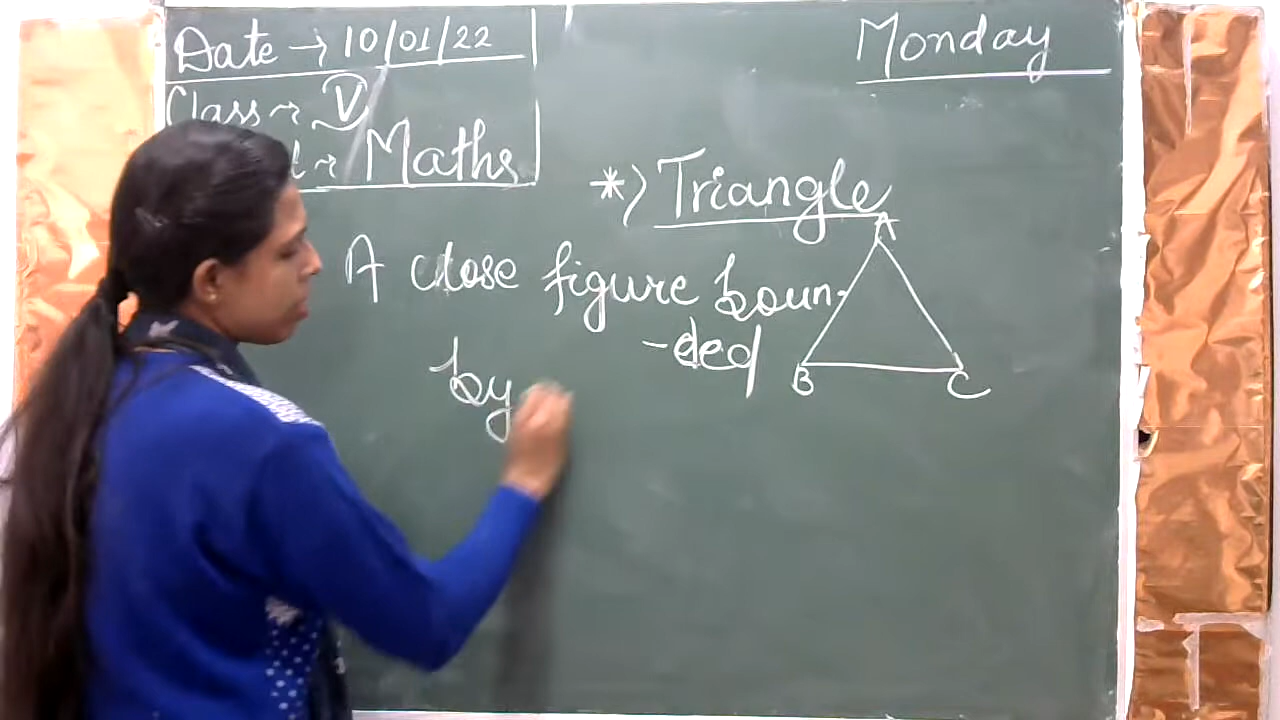 Date → 10/01/22
Monday
Class ~ V
Maths
*) Triangle
A close figure boun-
-ded
by
A
B
C